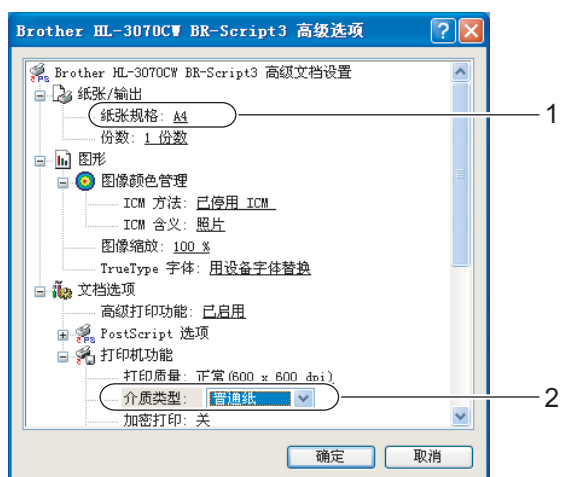 Brother HL-3070CW BR-Script3 高级选项
Brother HL-3070CW BR-Script3 高级文档设置
纸张/输出
纸张规格: A4
1
份数: 1 份数
图形
图像颜色管理
ICM 方法: 已停用 ICM
ICM 含义: 照片
图像缩放: 100 %
TrueType 字体: 用设备字体替换
文档选项
高级打印功能: 已启用
PostScript 选项
打印机功能
打印质量: 正常(600 x 600 dpi)
介质类型: 普通纸
2
加密打印: 关
确定 取消